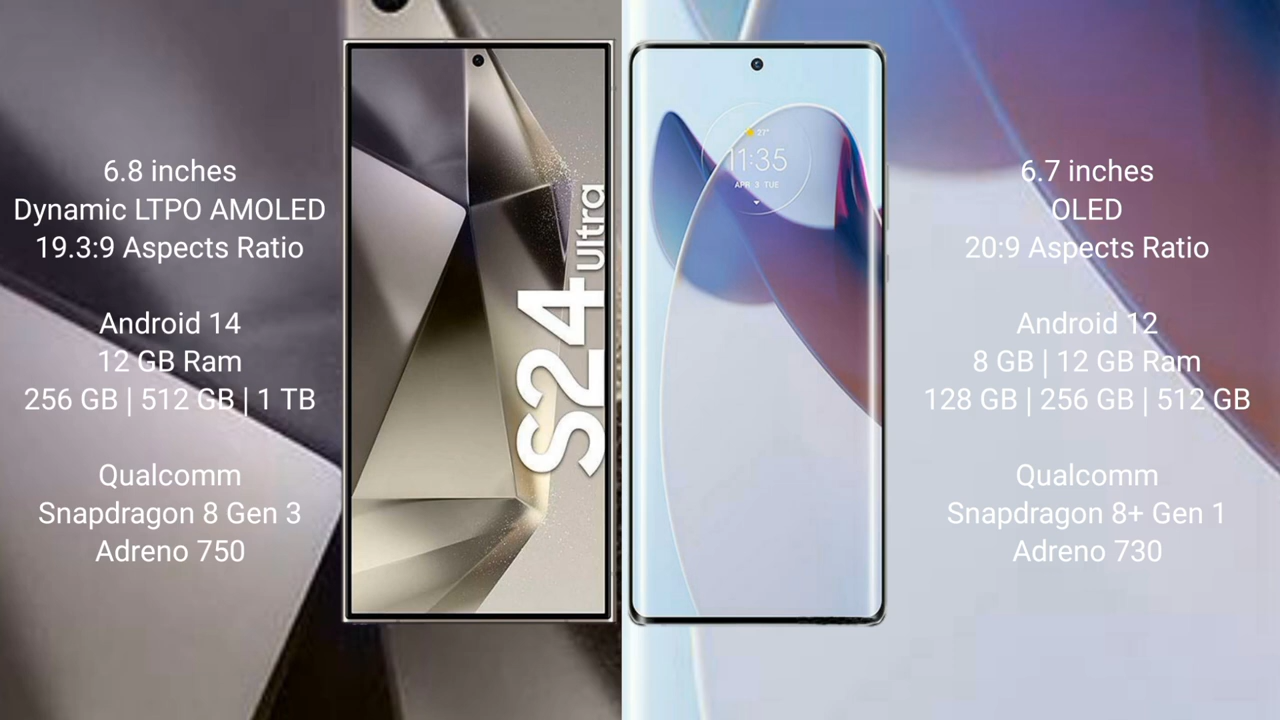 6.8 inches
Dynamic LTPO AMOLED
19.3:9 Aspects Ratio
Android 14
12 GB Ram
256 GB | 512 GB | 1 TB
Qualcomm
Snapdragon 8 Gen 3
Adreno 750
S24 Ultra
27°
11:35
APR 3 TUE
6.7 inches
OLED
20:9 Aspects Ratio
Android 12
8 GB | 12 GB Ram
128 GB | 256 GB | 512 GB
Qualcomm
Snapdragon 8+ Gen 1
Adreno 730